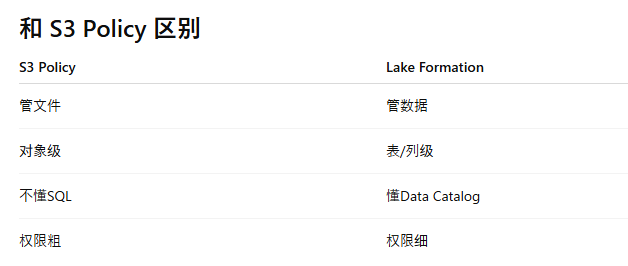 和 S3 Policy 区别
S3 Policy Lake Formation
管文件 管数据
对象级 表/列级
不懂SQL 懂Data Catalog
权限粗 权限细